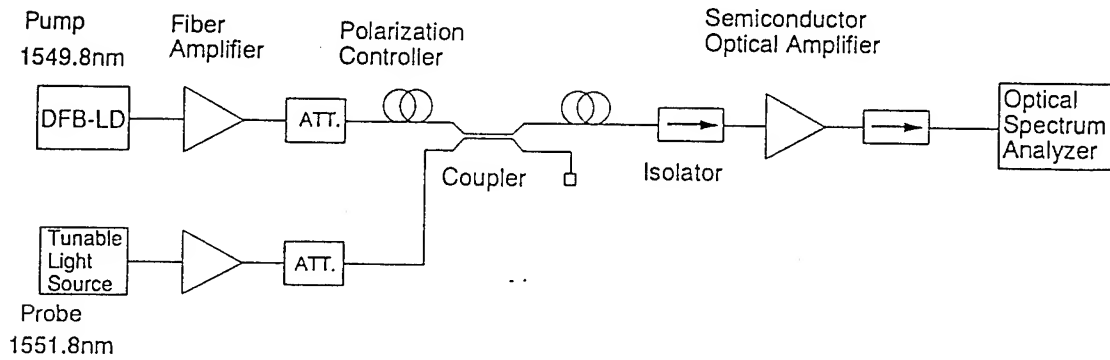 Pump
1549.8nm
DFB-LD
Fiber
Amplifier
ATT.
Polarization
Controller
Coupler
Isolator
Semiconductor
Optical Amplifier
Optical
Spectrum
Analyzer
Tunable
Light
Source
ATT.
Probe
1551.8nm